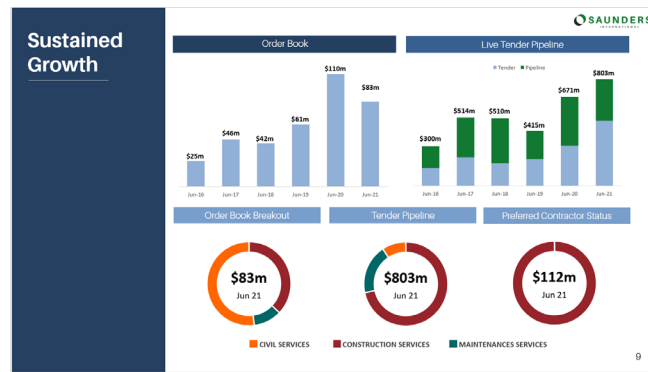 SAUNDERS
INTERNATIONAL
Sustained
Growth
Order Book
Live Tender Pipeline
$25m
$46m
$42m
$61m
$110m
$83m
Jun-16
Jun-17
Jun-18
Jun-19
Jun-20
Jun-21
Tender
Pipeline
$300m
$514m
$510m
$415m
$671m
$803m
Jun-16
Jun-17
Jun-18
Jun-19
Jun-20
Jun-21
Order Book Breakout
Tender Pipeline
Preferred Contractor Status
$83m
Jun 21
$803m
Jun 21
$112m
Jun 21
CIVIL SERVICES
CONSTRUCTION SERVICES
MAINTENANCES SERVICES
9